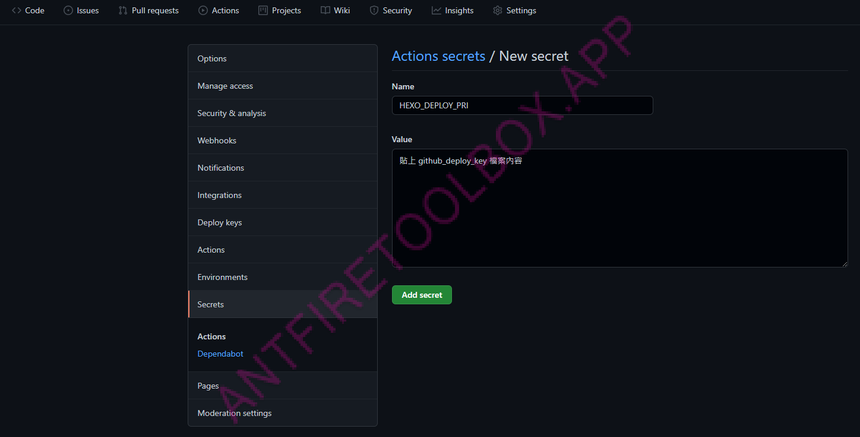 Code Issues Pull requests Actions Projects Wiki Security Insights Settings
Options
Manage access
Security & analysis
Webhooks
Notifications
Integrations
Deploy keys
Actions
Environments
Secrets
Actions
Dependabot
Pages
Moderation settings
Actions secrets / New secret
Name
HEXO_DEPLOY_PRI
Value
貼上 github_deploy_key 檔案內容
Add secret
ANTFIRETOOLBOX.APP